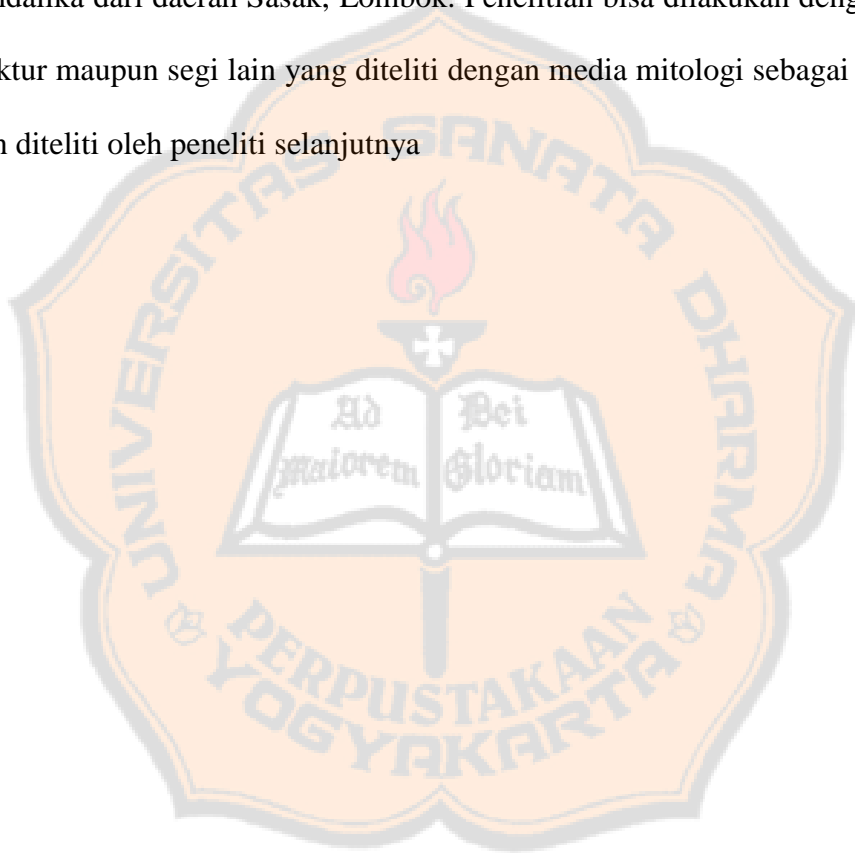 ndalika dari daerah Sasak, Lombok. Penelitian bisa dilakukan deng
ktur maupun segi lain yang diteliti dengan media mitologi sebagai
n diteliti oleh peneliti selanjutnya
UNIVERSITAS SANATA DHARMA
Ad Dei
Maiorem Gloriam
PERPUSTAKAAN
YOGYAKARTA